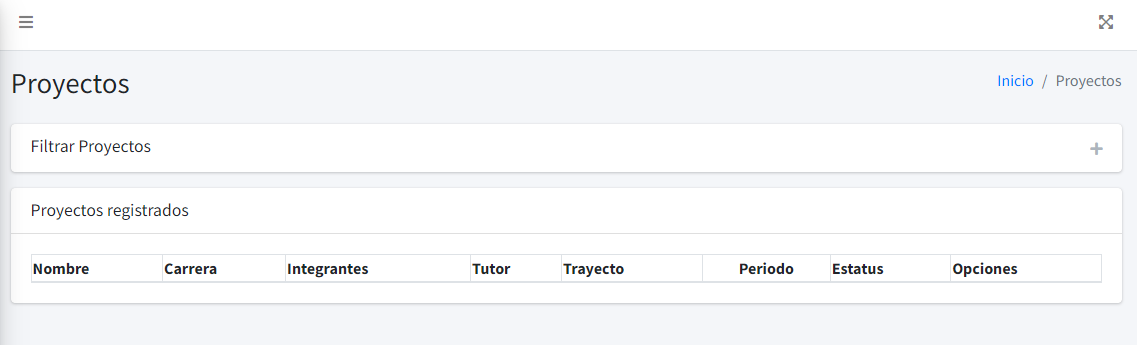 Proyectos
Inicio / Proyectos
Filtrar Proyectos
Proyectos registrados
Nombre Carrera Integrantes Tutor Trayecto Periodo Estatus Opciones